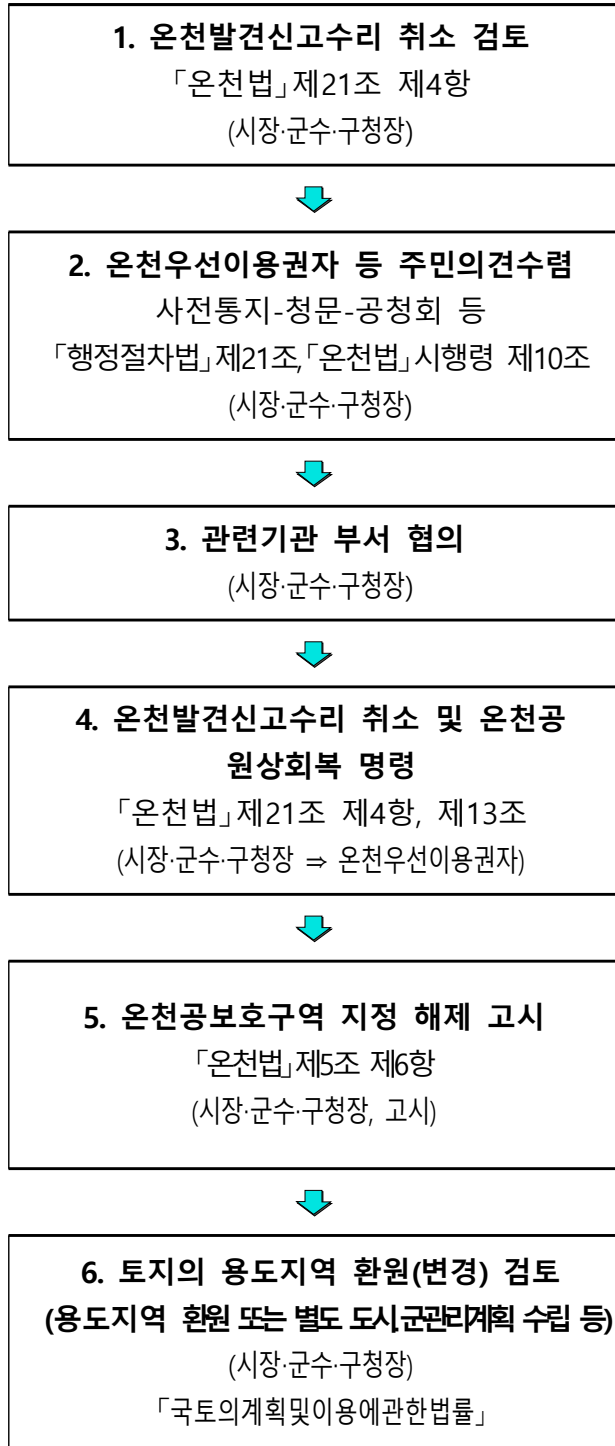 1. 온천발견신고수리 취소 검토
「온천법」제21조 제4항
(시장·군수·구청장)
2. 온천우선이용권자 등 주민의견수렴
사전통지-청문-공청회 등
「행정절차법」제21조,「온천법」시행령 제10조
(시장·군수·구청장)
3. 관련기관 부서 협의
(시장·군수·구청장)
4. 온천발견신고수리 취소 및 온천공
원상회복 명령
「온천법」제21조 제4항, 제13조
(시장·군수·구청장 ⇒ 온천우선이용권자)
5. 온천공보호구역 지정 해제 고시
「온천법」제5조 제6항
(시장·군수·구청장, 고시)
6. 토지의 용도지역 환원(변경) 검토
(용도지역 환원 또는 별도 도시,군관리계획 수립 등)
(시장·군수·구청장)
「국토의계획및이용에관한법률」